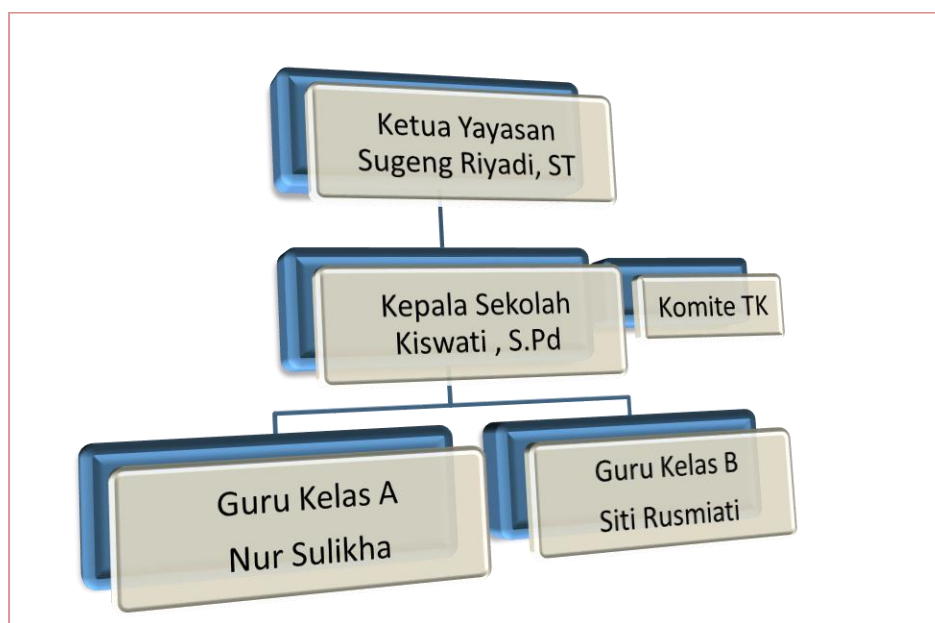 Ketua Yayasan
Sugeng Riyadi, ST
Kepala Sekolah
Kiswati , S.Pd
Komite TK
Guru Kelas A
Nur Sulikha
Guru Kelas B
Siti Rusmiati